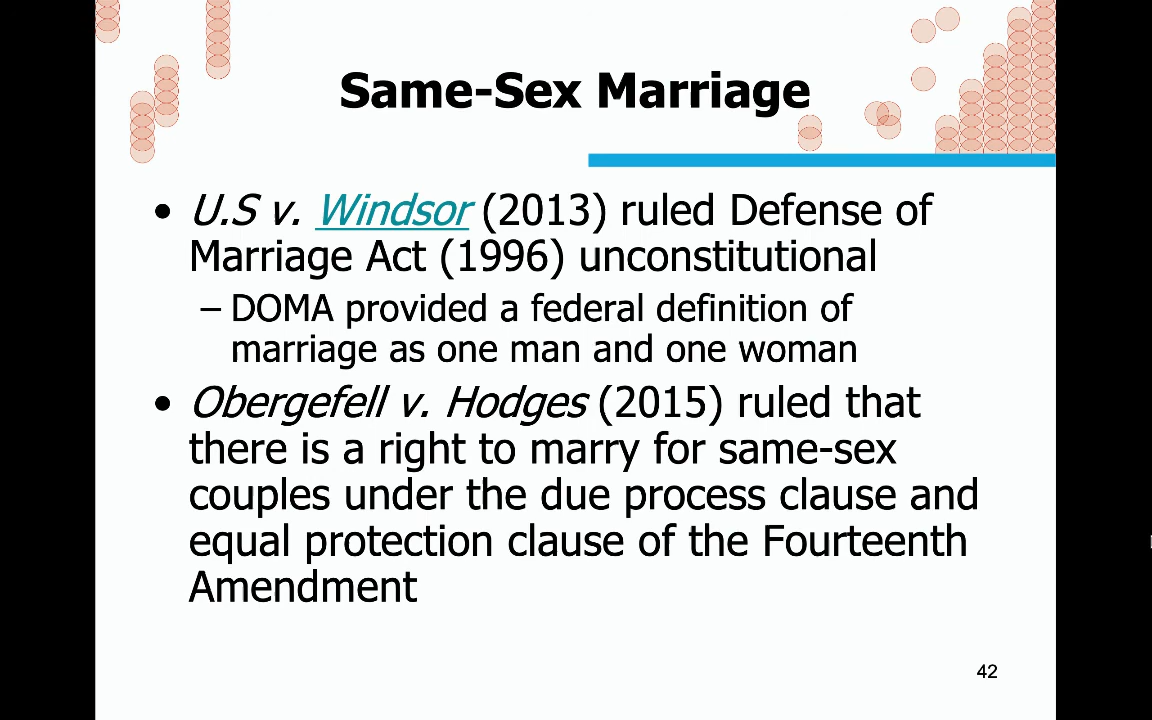 Same-Sex Marriage
• U.S v. Windsor (2013) ruled Defense of
Marriage Act (1996) unconstitutional
– DOMA provided a federal definition of
marriage as one man and one woman
• Obergefell v. Hodges (2015) ruled that
there is a right to marry for same-sex
couples under the due process clause and
equal protection clause of the Fourteenth
Amendment
42